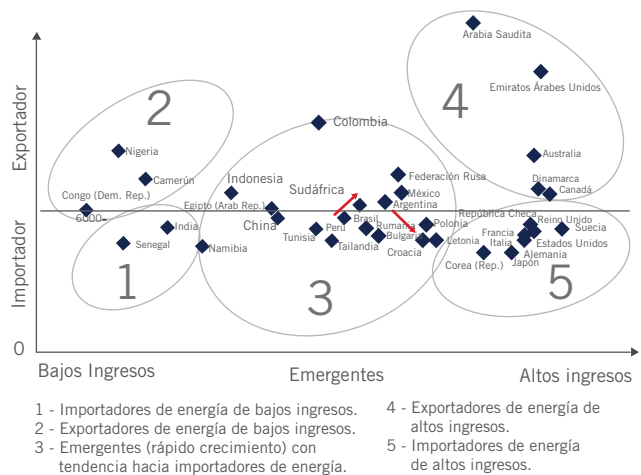 Exportador
Importador
0
6000
Arabia Saudita
4
Emiratos Árabes Unidos
2
Colombia
Nigeria
Australia
Camerún
Indonesia
Federación Rusa
Sudáfrica
Dinamarca
México
Canadá
Congo (Dem. Rep.)
Egipto (Arab Rep.)
Argentina
República Checa
Reino Unido
India
China
Brasil
Perú
Rumania
Polonia
Suecia
Francia
Tunisia
Bulgaria
Senegal
Namibia
Tailandia
Letonia
Italia
Estados Unidos
Croacia
Alemania
Corea (Rep.)
Japón
1
3
5
Bajos Ingresos
Emergentes
Altos ingresos
1 - Importadores de energía de bajos ingresos.
2 - Exportadores de energía de bajos ingresos.
3 - Emergentes (rápido crecimiento) con
tendencia hacia importadores de energía.
4 - Exportadores de energía de
altos ingresos.
5 - Importadores de energía
de altos ingresos.